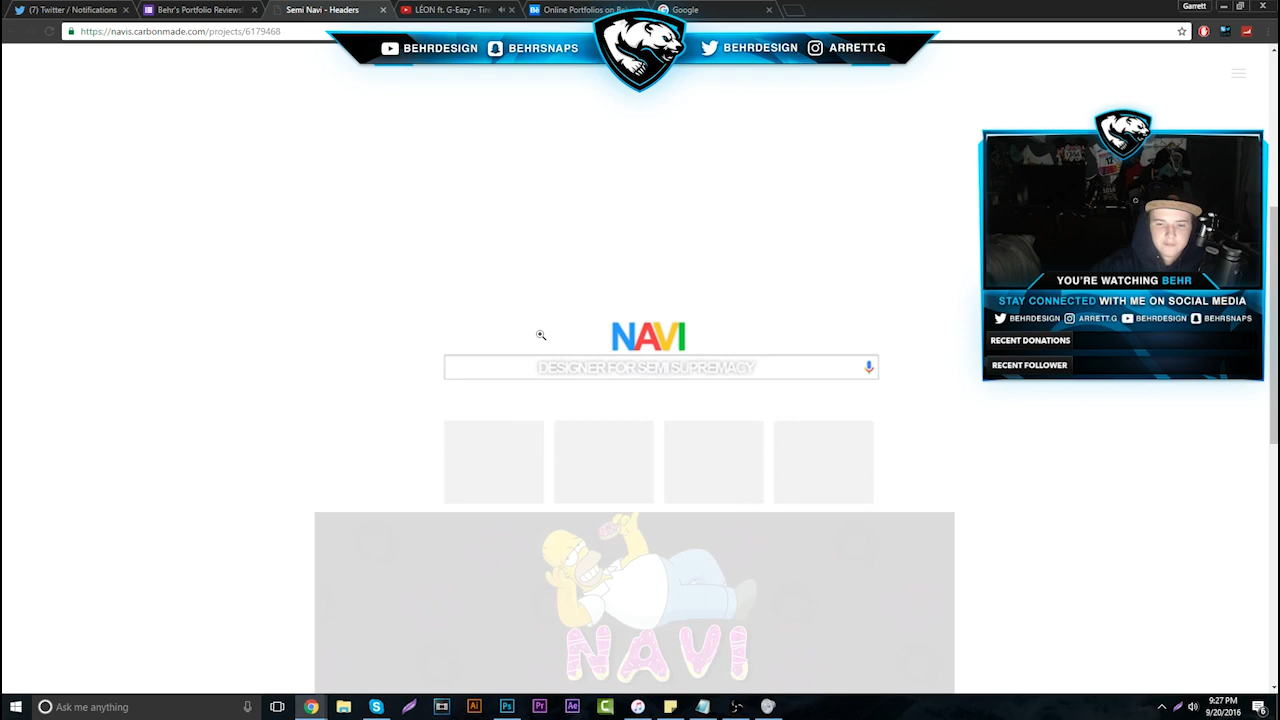 (7) Twitter / Notifications
Behr's Portfolio Reviews
Semi Navi - Headers
LÉON ft. G-Eazy - Tire
Online Portfolios on Be
Google
Garrett
https://navis.carbonmade.com/projects/6179468
BEHRDESIGN
BEHRSNAPS
BEHRDESIGN
ARRETT.G
YOU'RE WATCHING BEHR
STAY CONNECTED WITH ME ON SOCIAL MEDIA
BEHRDESIGN
ARRETT.G
BEHRDESIGN
BEHRSNAPS
RECENT DONATIONS
RECENT FOLLOWER
NAVI
DESIGNER FOR SEMI SUPREMACY
NAVI
Ask me anything
9:27 PM
9/20/2016